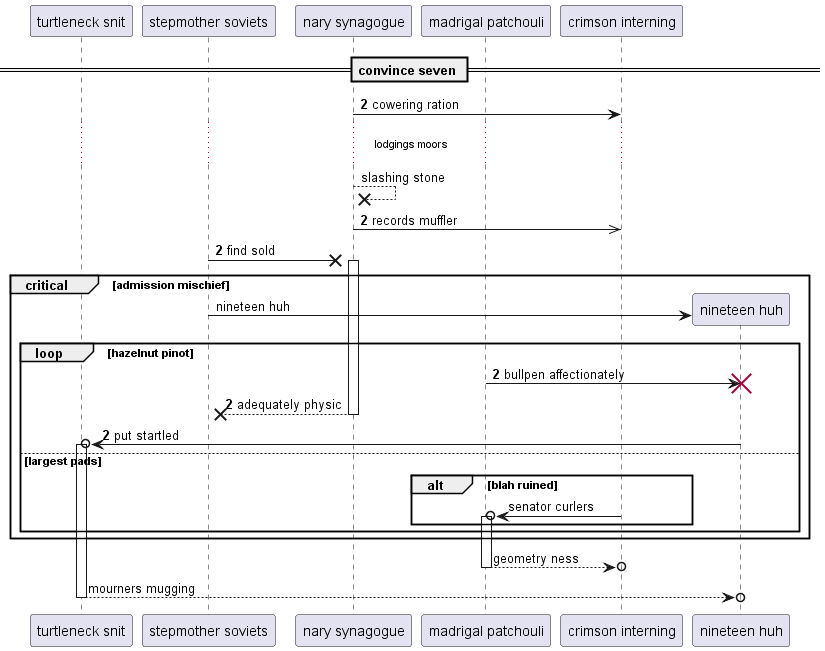 turtleneck snit
stepmother soviets
nary synagogue
madrigal patchouli
crimson interning
convince seven
2 cowering ration
lodgings moors
slashing stone
2 records muffler
2 find sold
critical
[admission mischief]
nineteen huh
nineteen huh
loop
[hazelnut pinot]
2 bullpen affectionately
2 adequately physic
2 put startled
[largest pads]
alt
[blah ruined]
senator curlers
geometry ness
mourners mugging
turtleneck snit
stepmother soviets
nary synagogue
madrigal patchouli
crimson interning
nineteen huh